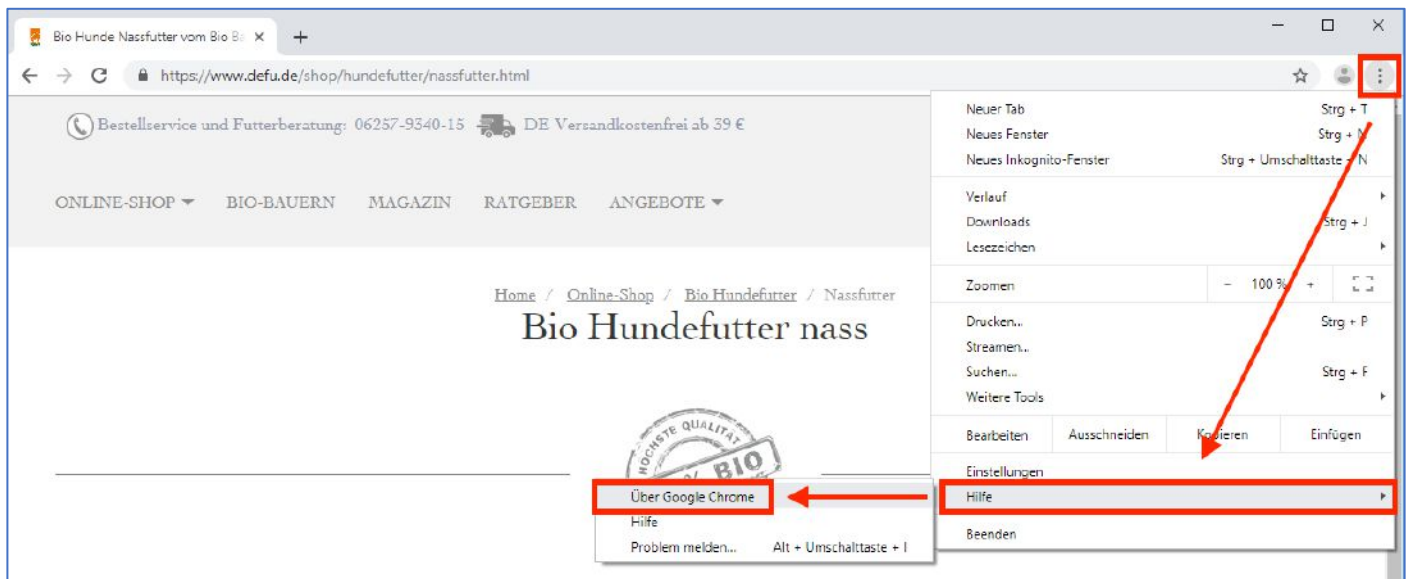 Bio Hunde Nassfutter vom Bio Ba
https://www.defu.de/shop/hundefutter/nassfutter.html
Bestellservice und Futterberatung: 06257-9340-15 DE Versandkostenfrei ab 39 €
ONLINE-SHOP BIO-BAUERN MAGAZIN RATGEBER ANGEBOTE
Home / Online-Shop / Bio Hundefutter / Nassfutter
Bio Hundefutter nass
HÖCHSTE QUALITÄT
% BIO
Neuer Tab Strg + T
Neues Fenster Strg + N
Neues Inkognito-Fenster Strg + Umschalttaste + N
Verlauf
Downloads Strg + J
Lesezeichen
Zoomen - 100 % +
Drucken... Strg + P
Streamen...
Suchen... Strg + F
Weitere Tools
Bearbeiten Ausschneiden Kopieren Einfügen
Einstellungen
Hilfe
Beenden
Über Google Chrome
Hilfe
Problem melden... Alt + Umschalttaste + I